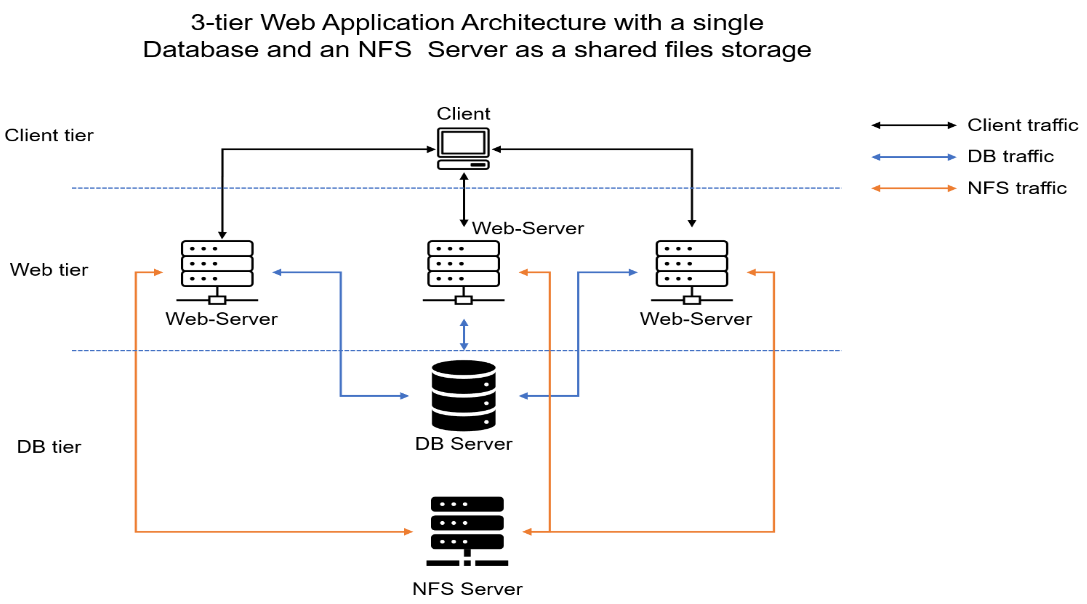 3-tier Web Application Architecture with a single
Database and an NFS Server as a shared files storage
Client
Client tier
Client traffic
DB traffic
NFS traffic
Web-Server
Web tier
Web-Server
Web-Server
DB Server
DB tier
NFS Server